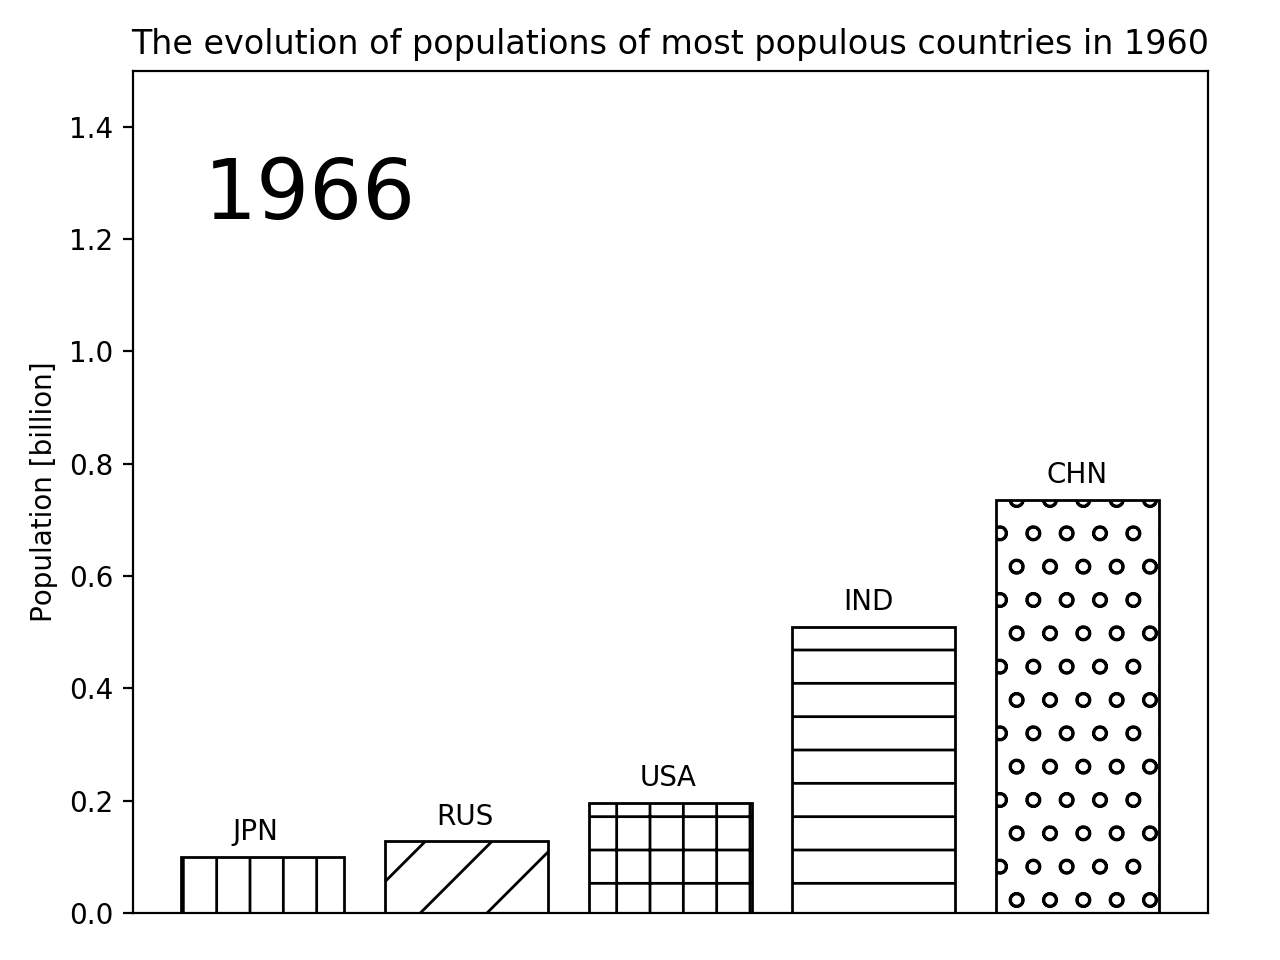 The evolution of populations of most populous countries in 1960
1966
Population [billion]
1.4
1.2
1.0
0.8
0.6
0.4
0.2
0.0
JPN
RUS
USA
IND
CHN